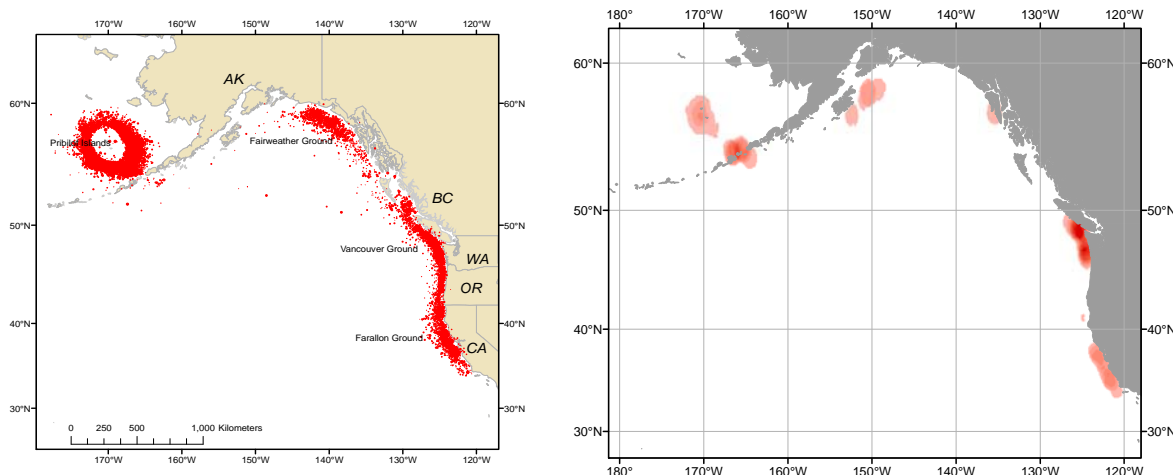 170°W 160°W 150°W 140°W 130°W 120°W
60°N 60°N
50°N 50°N
40°N 40°N
30°N 30°N
AK
Pribilof Islands
Fairweather Ground
BC
Vancouver Ground
WA
OR
Farallon Ground
CA
0 250 500 1,000 Kilometers
170°W 160°W 150°W 140°W 130°W 120°W
180° 170°W 160°W 150°W 140°W 130°W 120°W
60°N 60°N
50°N 50°N
40°N 40°N
30°N 30°N
180° 170°W 160°W 150°W 140°W 130°W 120°W